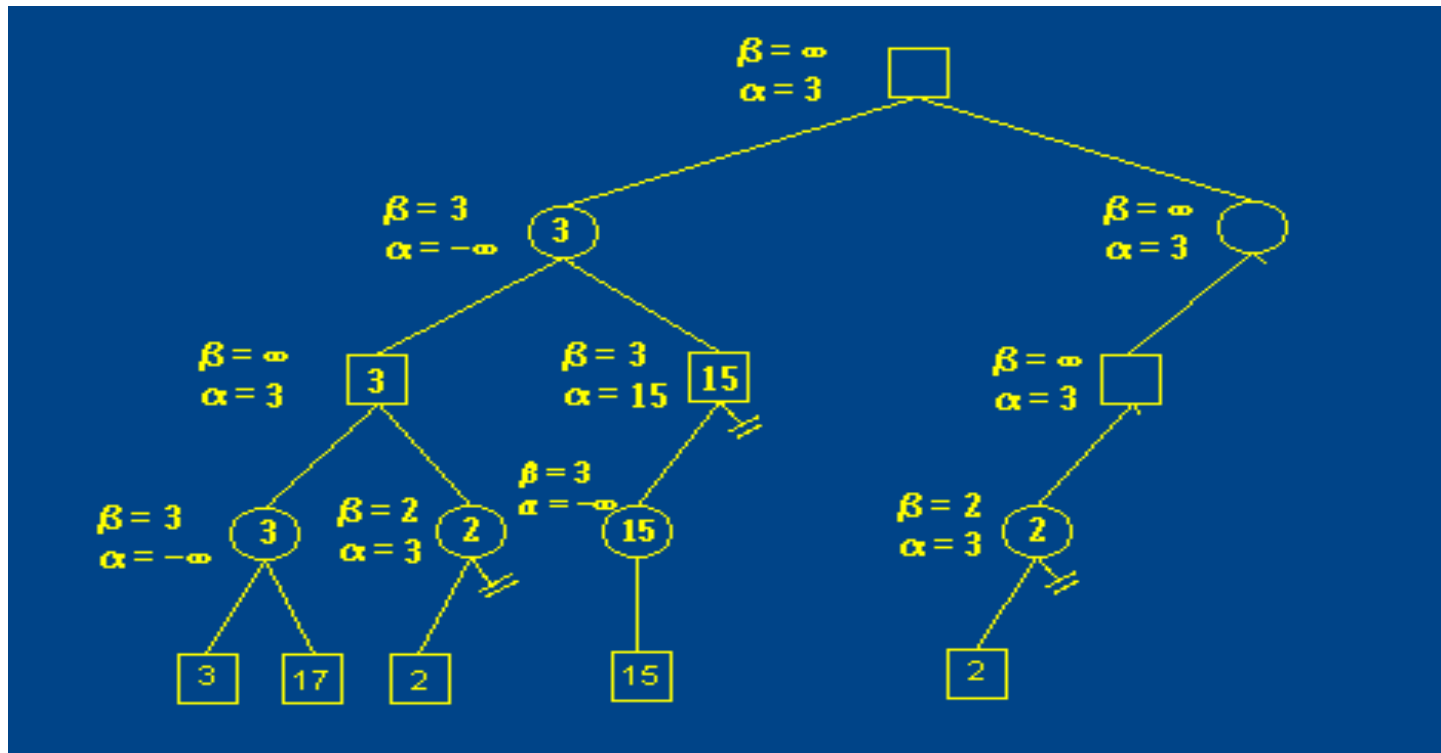 β = ∞
α = 3
β = 3
α = −∞
3
β = ∞
α = 3
β = ∞
α = 3
3
β = 3
α = 15
15
β = ∞
α = 3
β = 3
α = −∞
3
β = 2
α = 3
2
β = 3
α = −∞
15
β = 2
α = 3
2
3
17
2
15
2